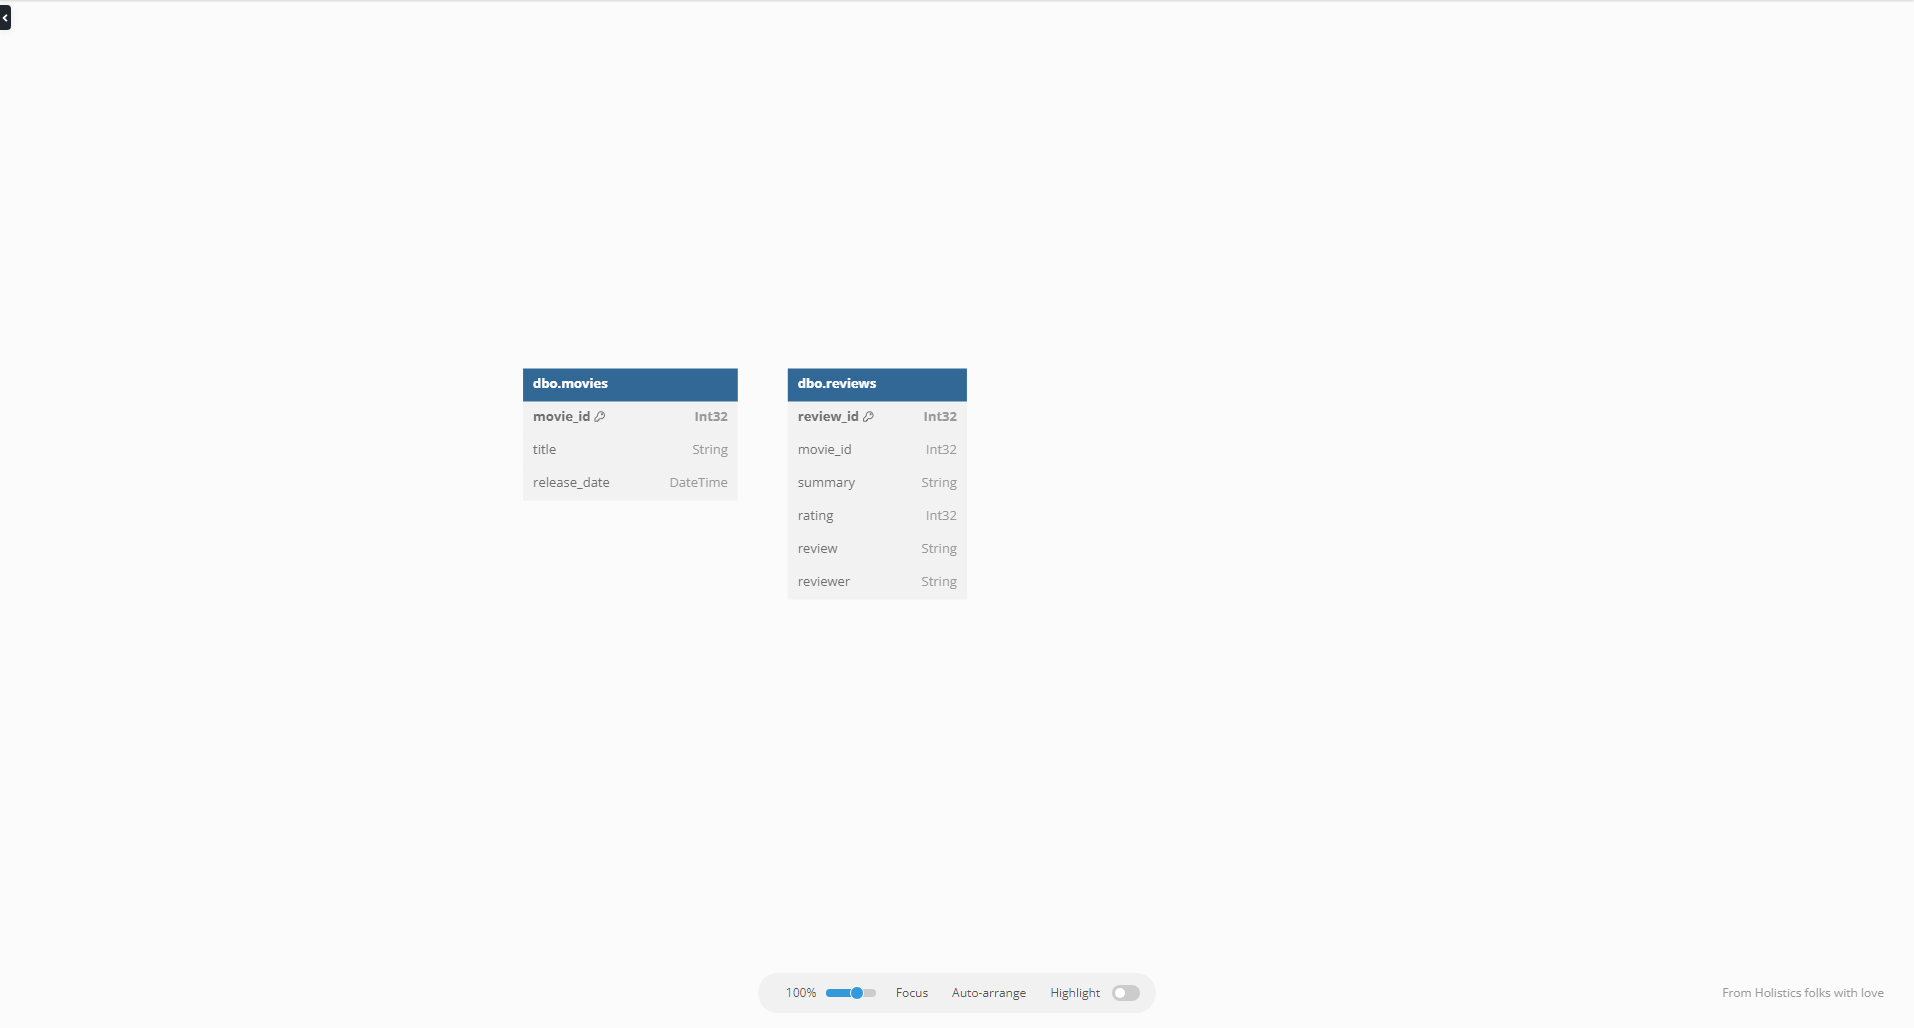 dbo.movies
movie_id Int32
title String
release_date DateTime
dbo.reviews
review_id Int32
movie_id Int32
summary String
rating Int32
review String
reviewer String
100% Focus Auto-arrange Highlight
From Holistics folks with love